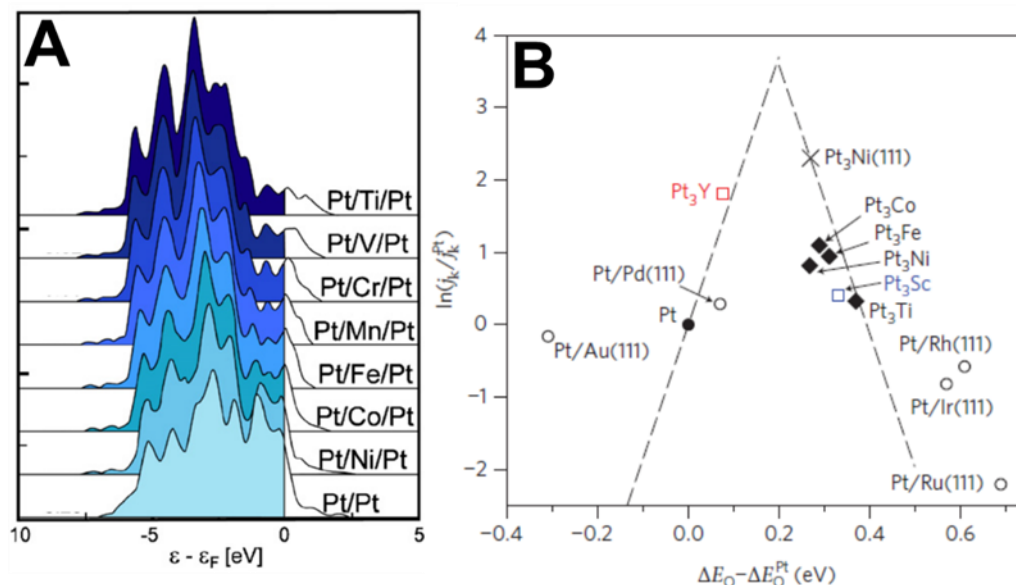 A
Pt/Ti/Pt
Pt/V/Pt
Pt/Cr/Pt
Pt/Mn/Pt
Pt/Fe/Pt
Pt/Co/Pt
Pt/Ni/Pt
Pt/Pt
10 -5 0 5
ε - εF [eV]
B
4
3
2
1
0
−1
−2
ln(jk/jkPt)
Pt3Ni(111)
Pt3Y
Pt3Co
Pt3Fe
Pt3Ni
Pt/Pd(111)
Pt3Sc
Pt
Pt3Ti
Pt/Au(111)
Pt/Rh(111)
Pt/Ir(111)
Pt/Ru(111)
−0.4 −0.2 0.0 0.2 0.4 0.6
ΔEO−ΔEOPt (eV)